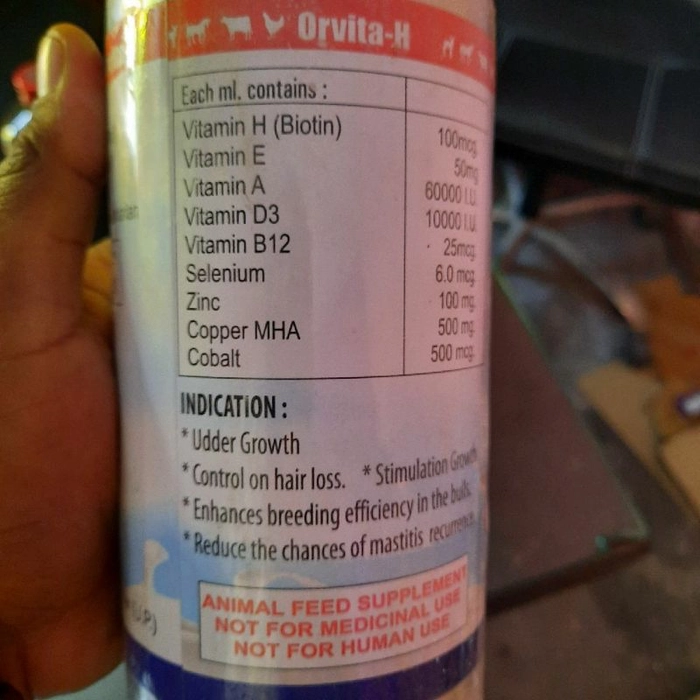 Orvita-H
Each ml. contains :
Vitamin H (Biotin) 100mcg
Vitamin E 50mg
Vitamin A 60000 I.U.
Vitamin D3 10000 I.U.
Vitamin B12 25mcg
Selenium 6.0 mcg
Zinc 100 mg
Copper MHA 500 mg
Cobalt 500 mcg
INDICATION :
* Udder Growth
* Control on hair loss. * Stimulation Growth
* Enhances breeding efficiency in the bulls.
* Reduce the chances of mastitis recurrence
ANIMAL FEED SUPPLEMENT
NOT FOR MEDICINAL USE
NOT FOR HUMAN USE